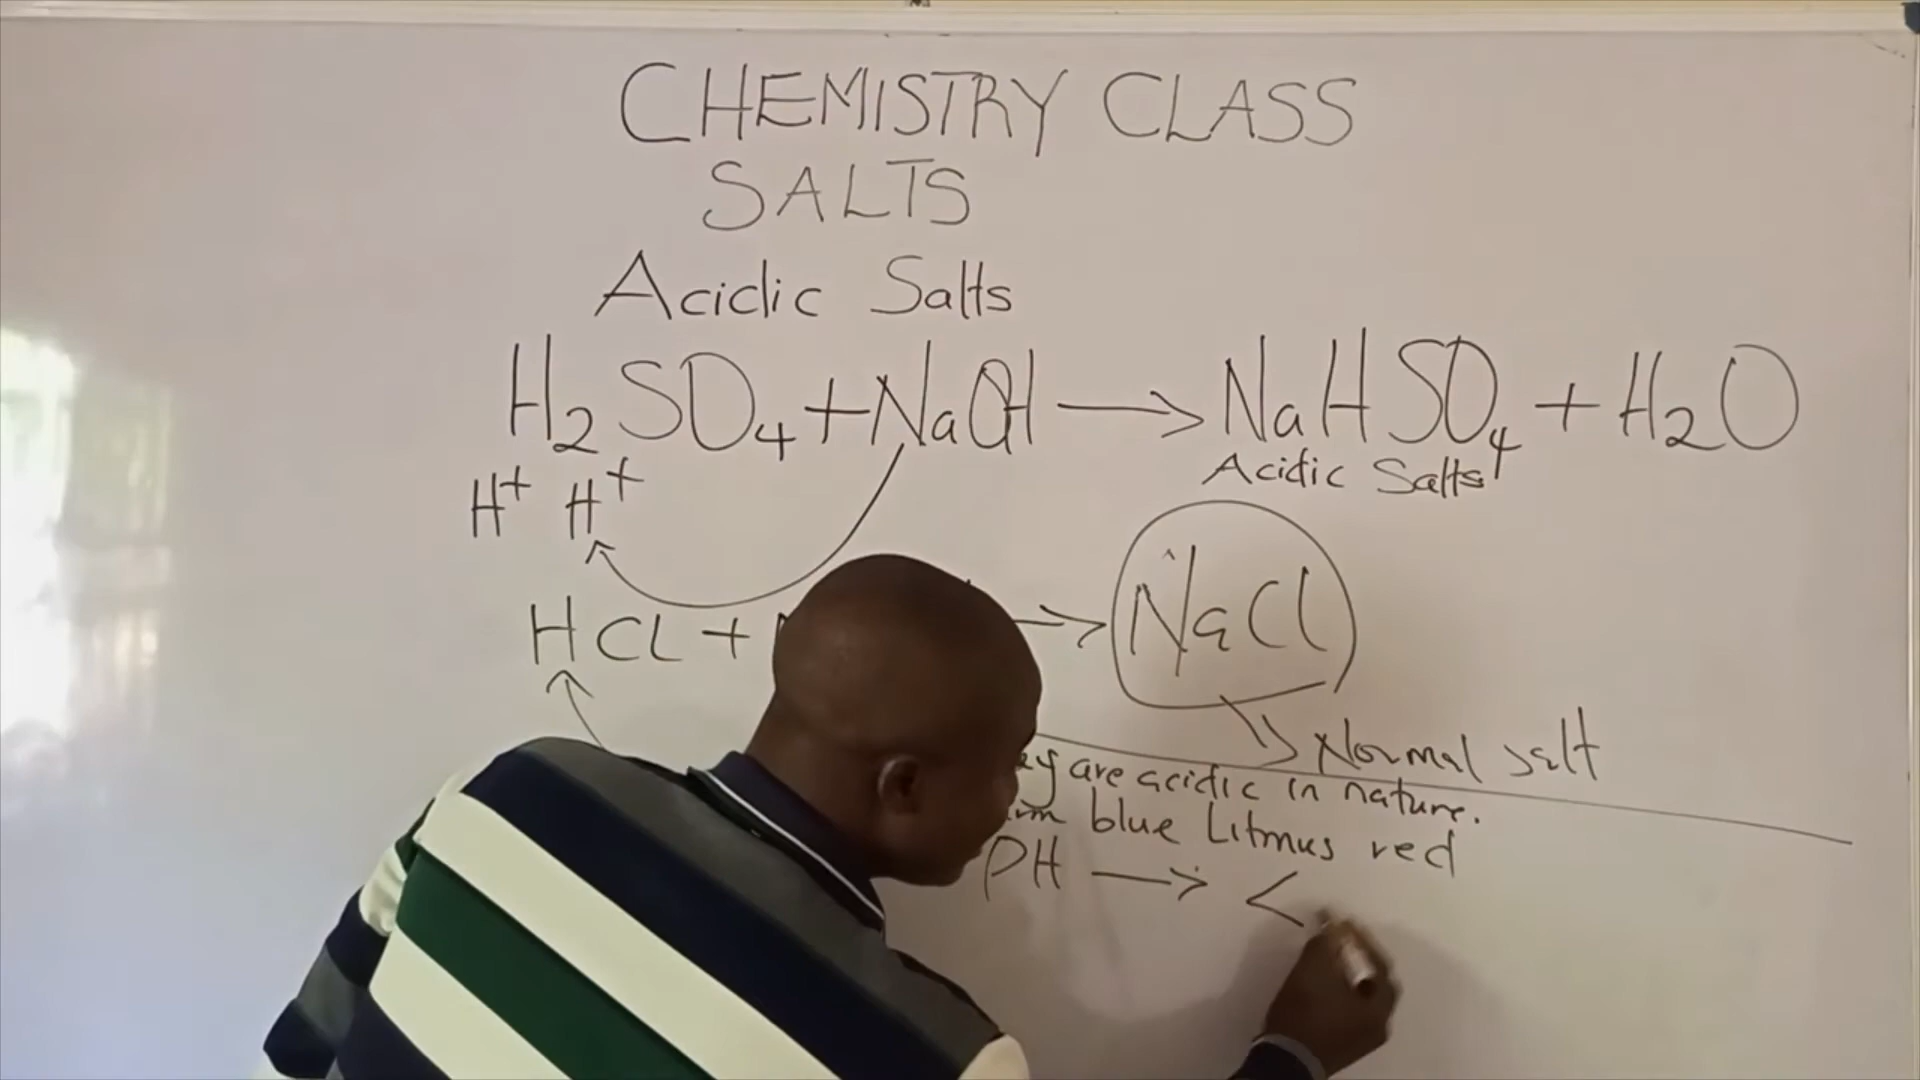 CHEMISTRY CLASS
SALTS
Acidic Salts
H₂SO₄ + NaOH → NaHSO₄ + H₂O
Acidic Salts
H⁺ H⁺
HCl + → NaCl
Normal salt
are acidic in nature.
blue Litmus red
PH → <